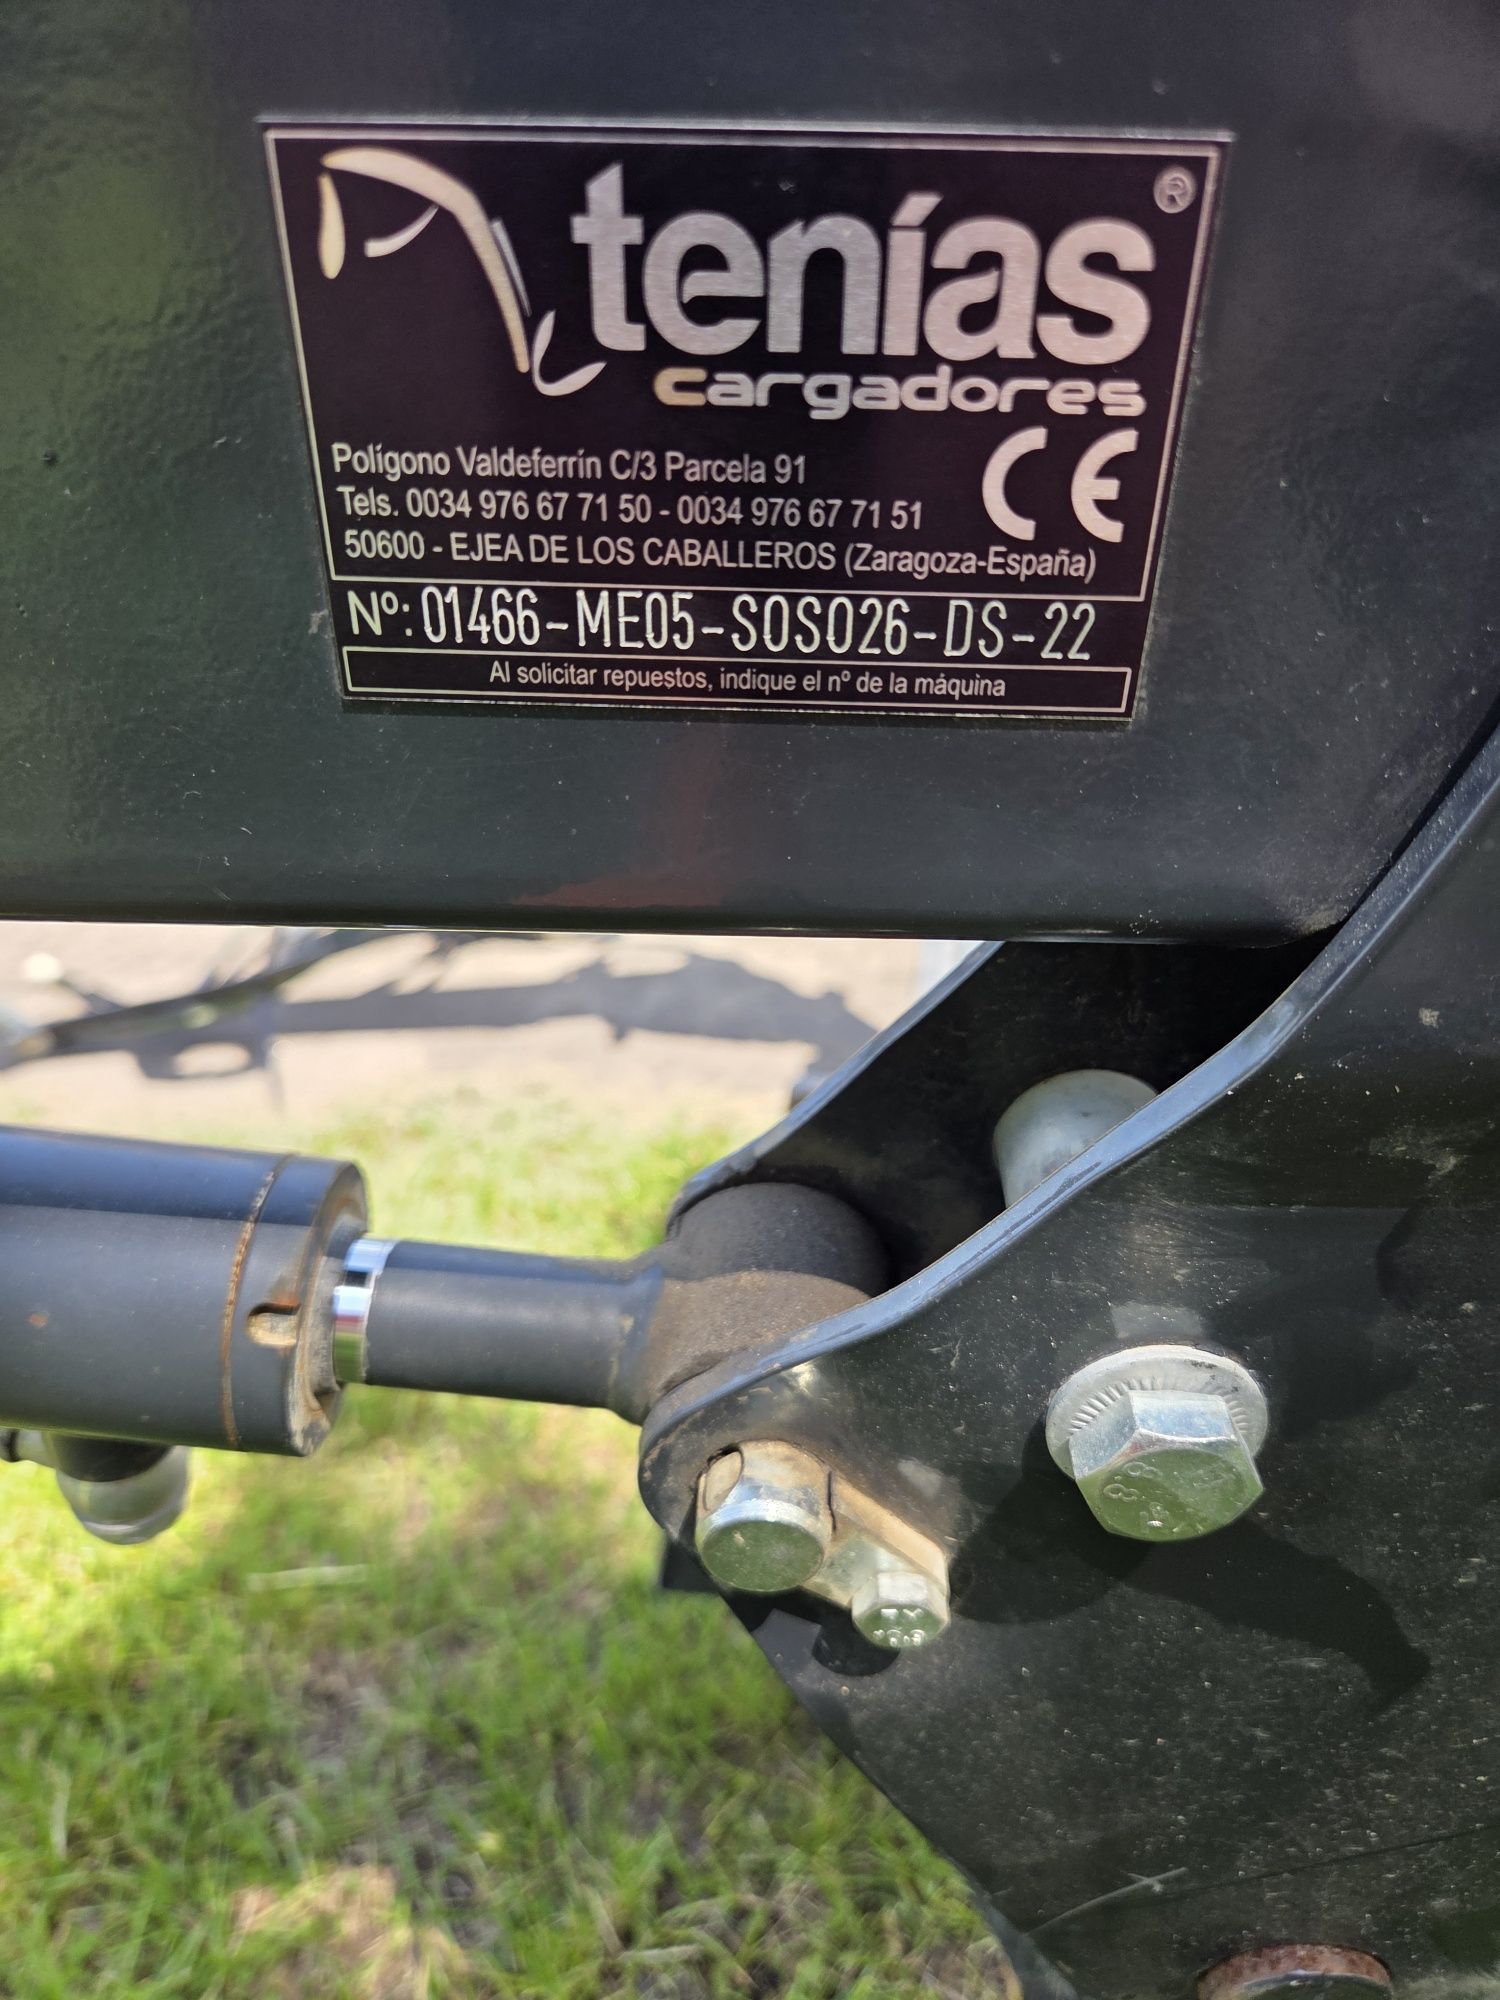 tenías ®
cargadores
CE
Polígono Valdeferrín C/3 Parcela 91
Tels. 0034 976 67 71 50 - 0034 976 67 71 51
50600 - EJEA DE LOS CABALLEROS (Zaragoza-España)
Nº: 01466-ME05-SOS026-DS-22
Al solicitar repuestos, indique el nº de la máquina
8.8